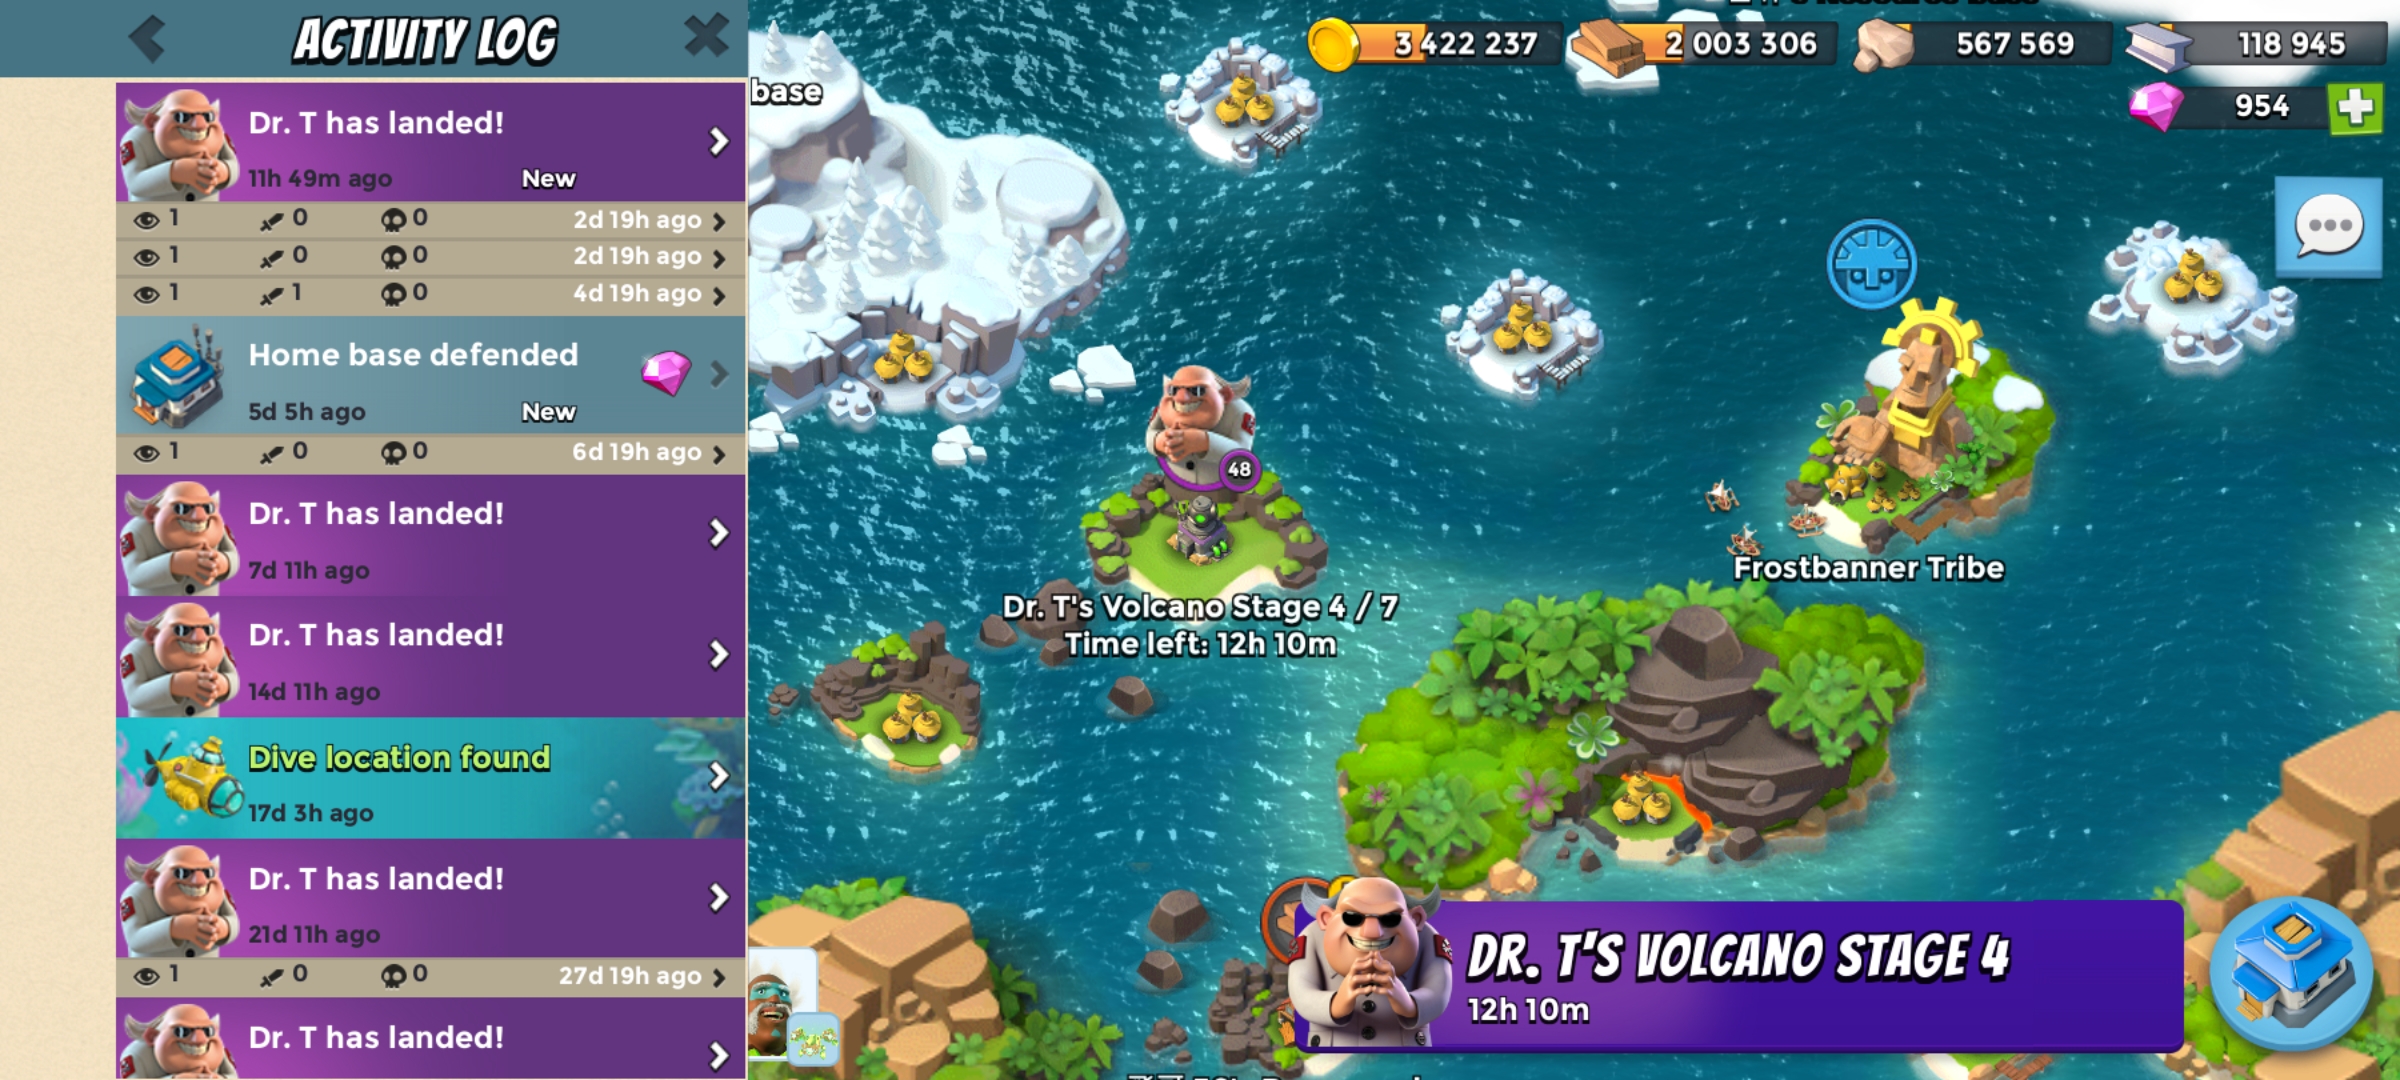 ACTIVITY LOG
Dr. T has landed!
11h 49m ago
New
1 0 0 2d 19h ago
1 0 0 2d 19h ago
1 1 0 4d 19h ago
Home base defended
5d 5h ago
New
1 0 0 6d 19h ago
Dr. T has landed!
7d 11h ago
Dr. T has landed!
14d 11h ago
Dive location found
17d 3h ago
Dr. T has landed!
21d 11h ago
1 0 0 27d 19h ago
Dr. T has landed!
base
3 422 237
2 003 306
567 569
118 945
954
48
Dr. T's Volcano Stage 4 / 7
Time left: 12h 10m
Frostbanner Tribe
DR. T'S VOLCANO STAGE 4
12h 10m